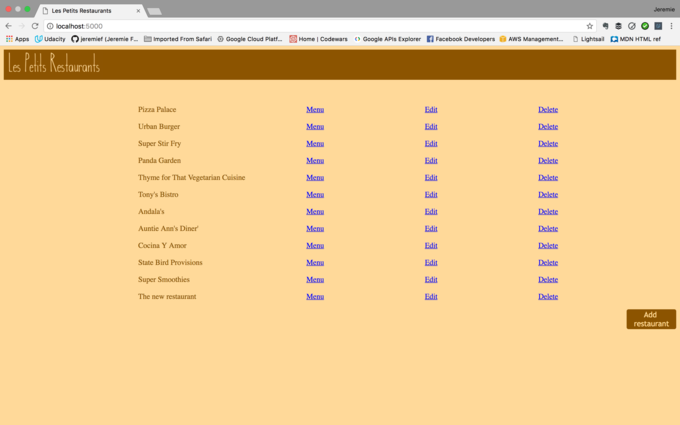 Jeremie
Les Petits Restaurants
localhost:5000
Apps Udacity jeremief (Jeremie F... Imported From Safari Google Cloud Platf... Home | Codewars Google APIs Explorer Facebook Developers AWS Management... Lightsail MDN HTML ref
Les Petits Restaurants
Pizza Palace Menu Edit Delete
Urban Burger Menu Edit Delete
Super Stir Fry Menu Edit Delete
Panda Garden Menu Edit Delete
Thyme for That Vegetarian Cuisine Menu Edit Delete
Tony's Bistro Menu Edit Delete
Andala's Menu Edit Delete
Auntie Ann's Diner' Menu Edit Delete
Cocina Y Amor Menu Edit Delete
State Bird Provisions Menu Edit Delete
Super Smoothies Menu Edit Delete
The new restaurant Menu Edit Delete
Add
restaurant